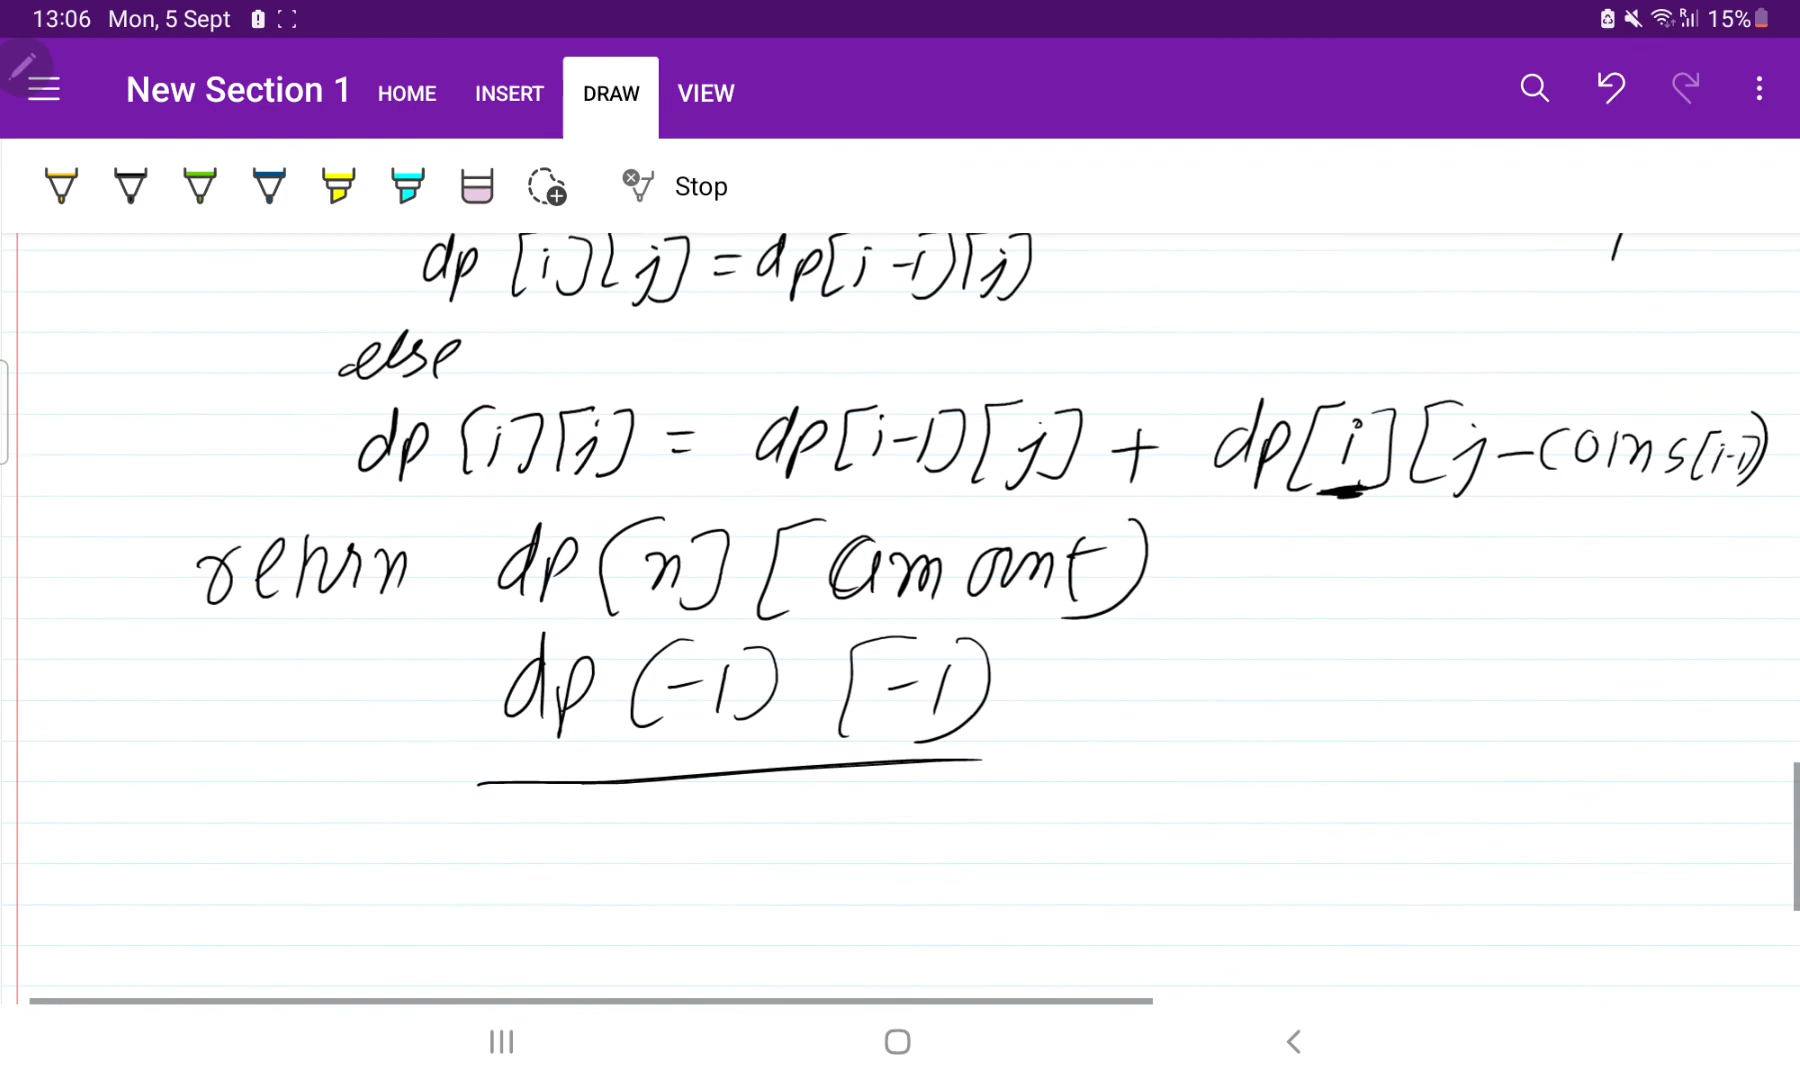 13:06 Mon, 5 Sept 15%
New Section 1 HOME INSERT DRAW VIEW
Stop
dp [i][j] = dp[i-1][j]
else
dp [i][j] = dp[i-1][j] + dp[i][j-coins[i-1]
return dp[n][amount]
dp[-1][-1]